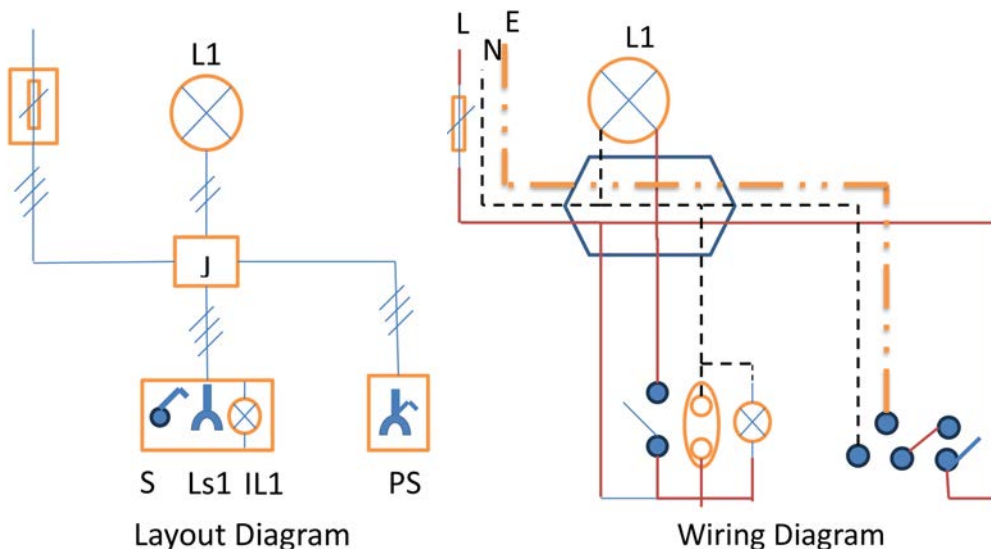 L1
J
S Ls1 IL1
PS
Layout Diagram
L
N
E
L1
Wiring Diagram